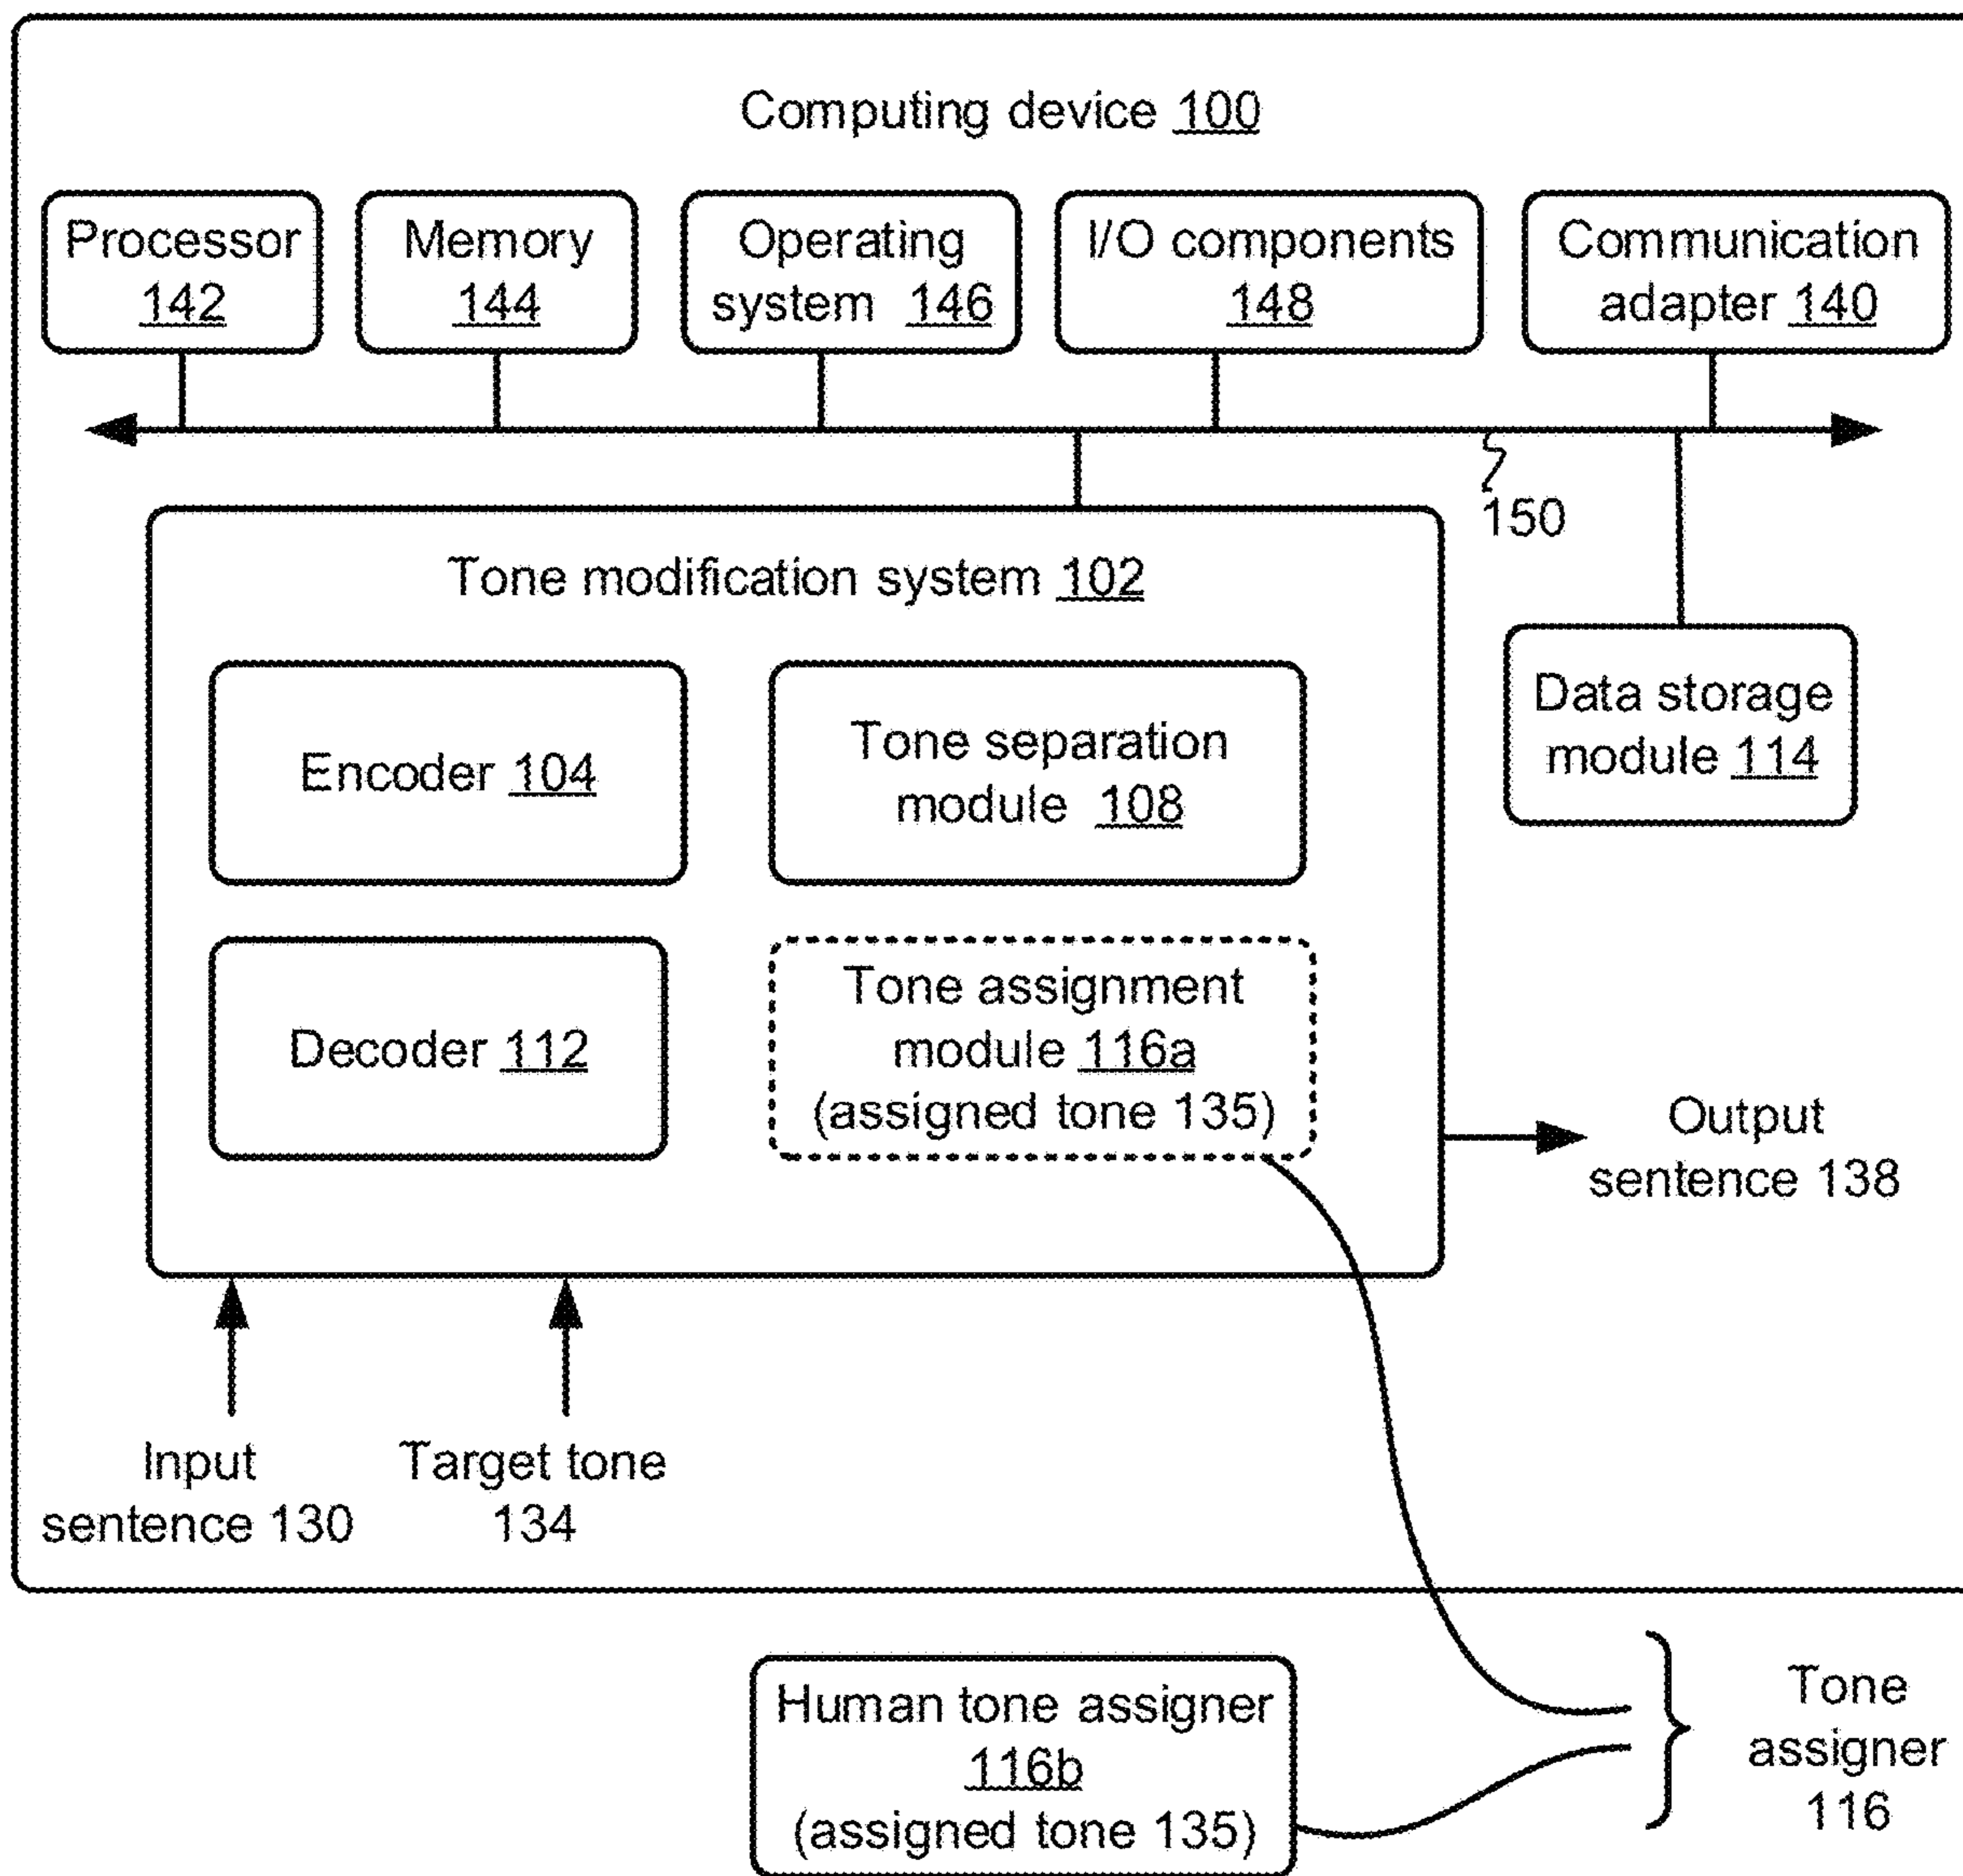 Computing device 100
Processor
142
Memory
144
Operating
system 146
I/O components
148
Communication
adapter 140
150
Tone modification system 102
Encoder 104
Tone separation
module 108
Data storage
module 114
Decoder 112
Tone assignment
module 116a
(assigned tone 135)
Output
sentence 138
Input
sentence 130
Target tone
134
Human tone assigner
116b
(assigned tone 135)
Tone
assigner
116